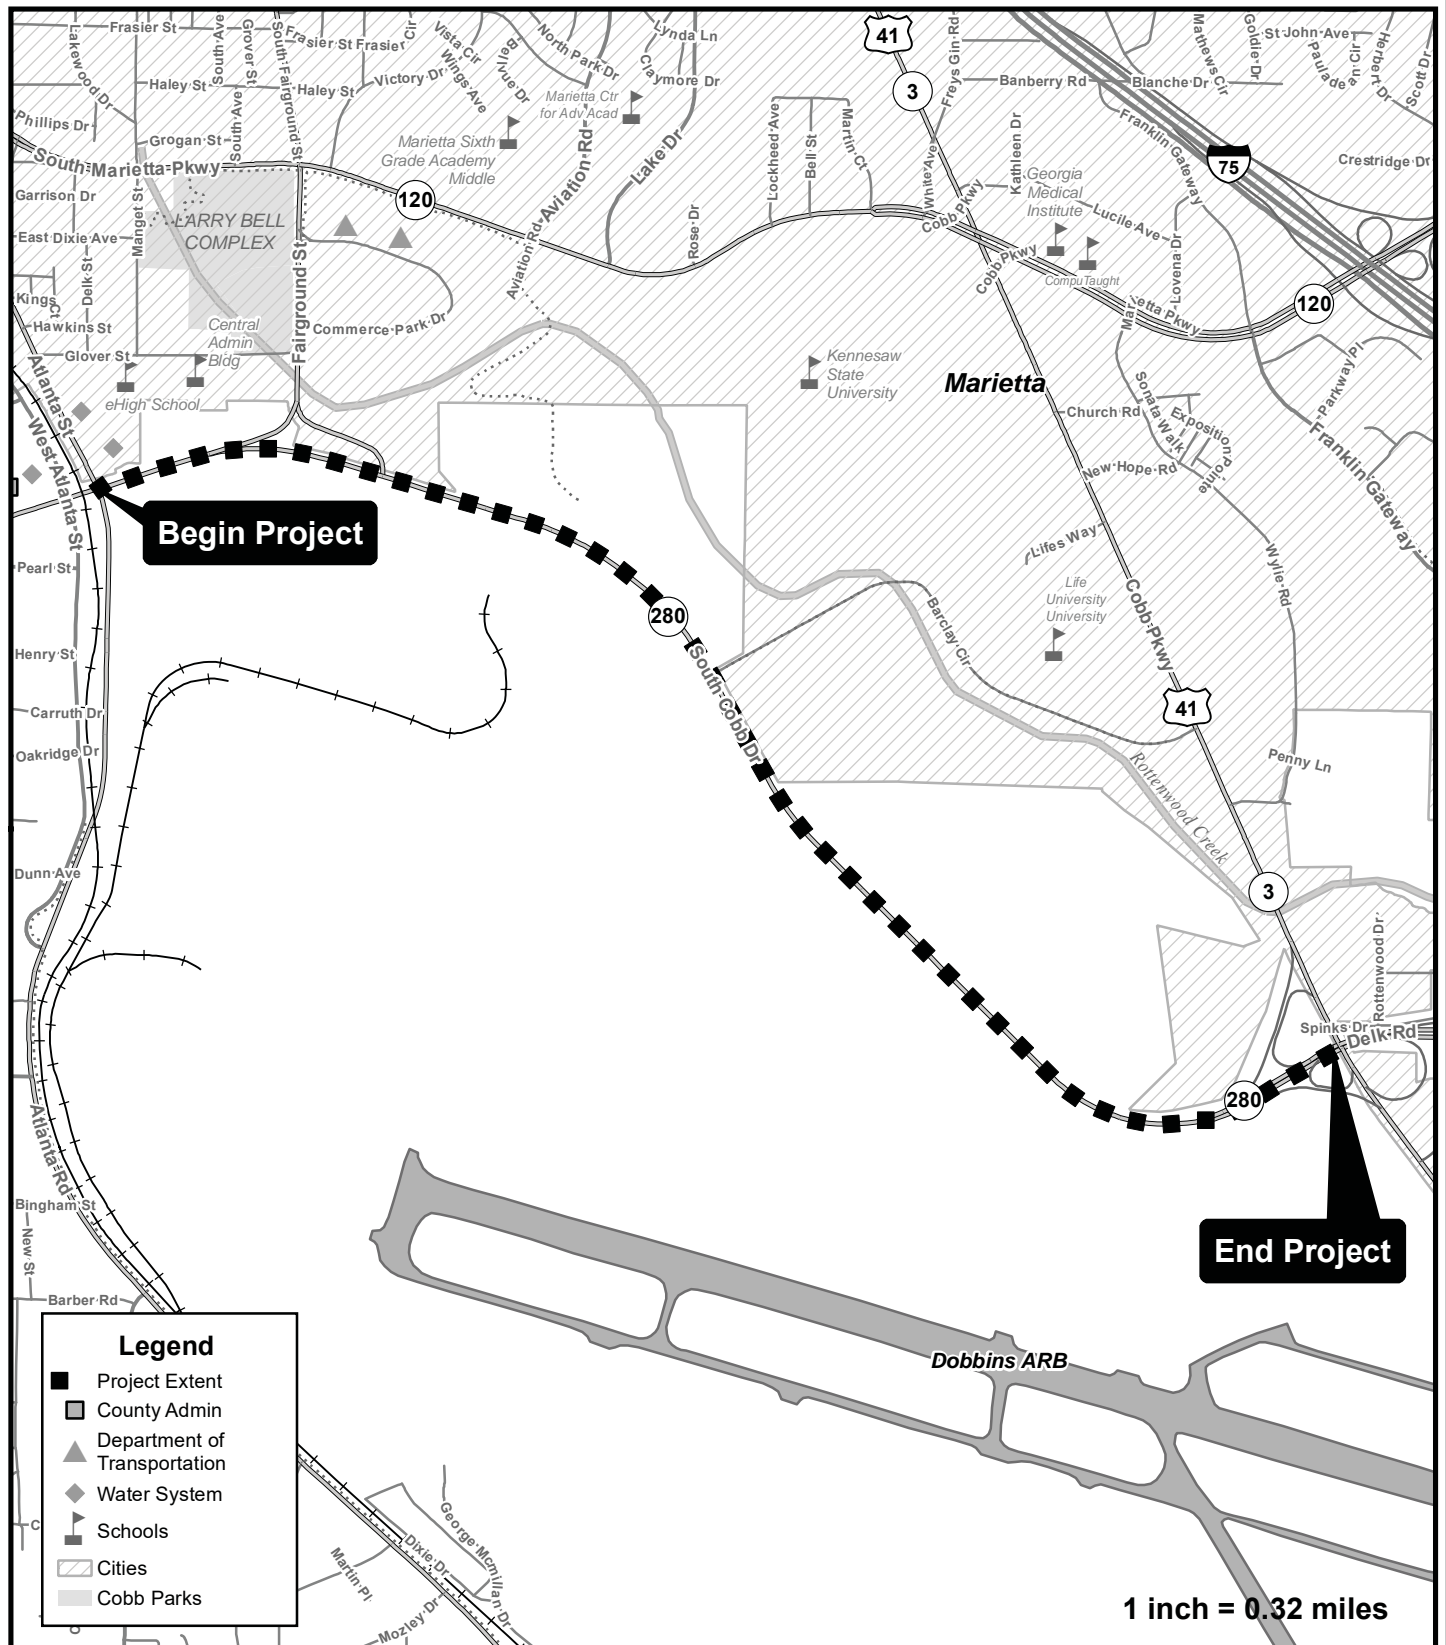 Frasier St
South Ave
Grover St
South Fairground St
Frasier St
Frasier Cir
Vista Cir
Wings Ave
Bellvue Dr
North Park Dr
Lynda Ln
Claymore Dr
41
3
Freys Gin Rd
Banberry Rd
Blanche Dr
Mathews Cir
Goldie Dr
St John Ave
Herbert Dr
Scott Dr
Lakewood Dr
Haley St
South Ave
Haley St
Victory Dr
Marietta Ctr
for Adv Acad
Phillips Dr
Grogan St
Marietta Sixth
Grade Academy
Middle
Aviation Rd
Lake Dr
Lockheed Ave
Bell St
Martin Ct
White Ave
Kathleen Dr
Franklin Gateway
75
Crestridge Dr
South Marietta Pkwy
120
Georgia
Medical
Institute
Garrison Dr
Manget St
LARRY BELL
COMPLEX
Cobb Pkwy
Lucile Ave
East Dixie Ave
Delk St
Fairground St
Aviation Rd
Rose Dr
Cobb Pkwy
CompuTaught
Lovena Dr
120
Kings Ct
Hawkins St
Central
Admin
Bldg
Commerce Park Dr
Mar
etta Pkwy
Glover St
Kennesaw
State
University
Marietta
Parkway Pl
Atlanta St
West Atlanta St
eHigh School
Church Rd
Sonata Walk
Exposition
Pointe
Franklin Gateway
New Hope Rd
Begin Project
Lifes Way
Wylie Rd
Pearl St
280
Life
University
University
Cobb Pkwy
Barclay Cir
Henry St
South Cobb Dr
41
Carruth Dr
Oakridge Dr
Rottenwood Creek
Penny Ln
Dunn Ave
3
Rottenwood Dr
Spinks Dr
Delk Rd
280
Atlanta Rd
Bingham St
New St
End Project
Barber Rd
Dobbins ARB
Legend
Project Extent
County Admin
Department of
Transportation
Water System
Schools
Cities
Cobb Parks
George Mcmillan Dr
Dixie Dr
Martin Pl
Mozley Dr
1 inch = 0.32 miles